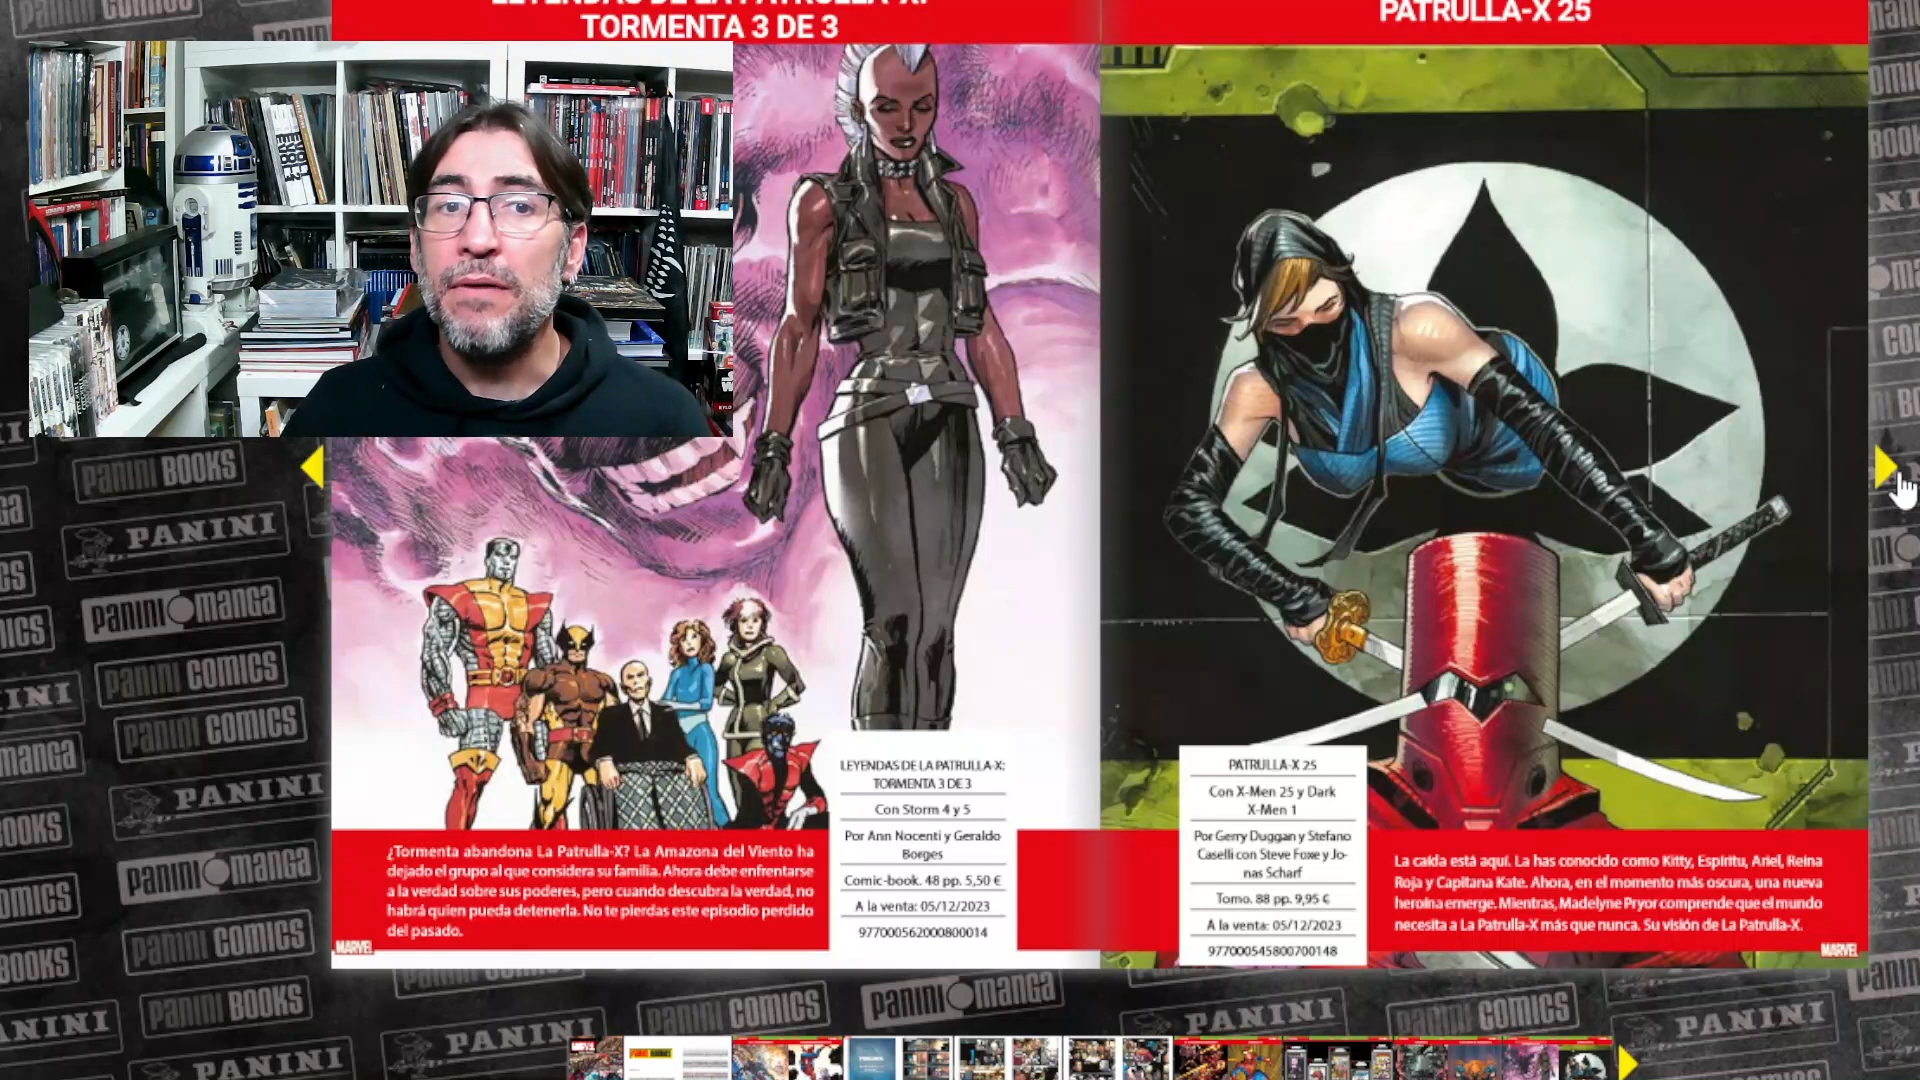 TORMENTA 3 DE 3
PATRULLA-X 25
LEYENDAS DE LA PATRULLA-X:
TORMENTA 3 DE 3
Con Storm 4 y 5
Por Ann Nocenti y Geraldo
Borges
Comic-book. 48 pp. 5,50 €
A la venta: 05/12/2023
977000562000800014
¿Tormenta abandona La Patrulla-X? La Amazona del Viento ha
dejado el grupo al que considera su familia. Ahora debe enfrentarse
a la verdad sobre sus poderes, pero cuando descubra la verdad, no
habrá quien pueda detenerla. No te pierdas este episodio perdido
del pasado.
MARVEL
PATRULLA-X 25
Con X-Men 25 y Dark
X-Men 1
Por Gerry Duggan y Stefano
Caselli con Steve Foxe y Jo-
nas Scharf
Tomo. 88 pp. 9,95 €
A la venta: 05/12/2023
977000545800700148
La caída está aquí. La has conocido como Kitty, Espíritu, Ariel, Reina
Roja y Capitana Kate. Ahora, en el momento más oscura, una nueva
heroína emerge. Mientras, Madelyne Pryor comprende que el mundo
necesita a La Patrulla-X más que nunca. Su visión de La Patrulla-X.
MARVEL
PANINI BOOKS
PANINI
PANINI manga
PANINI COMICS
PANINI COMICS
PANINI
PANINI manga
PANINI COMICS
PANINI BOOKS
PANINI
PANINI
PANINI COMICS
PANINI manga
PANINI
PANINI COMICS
PANINI